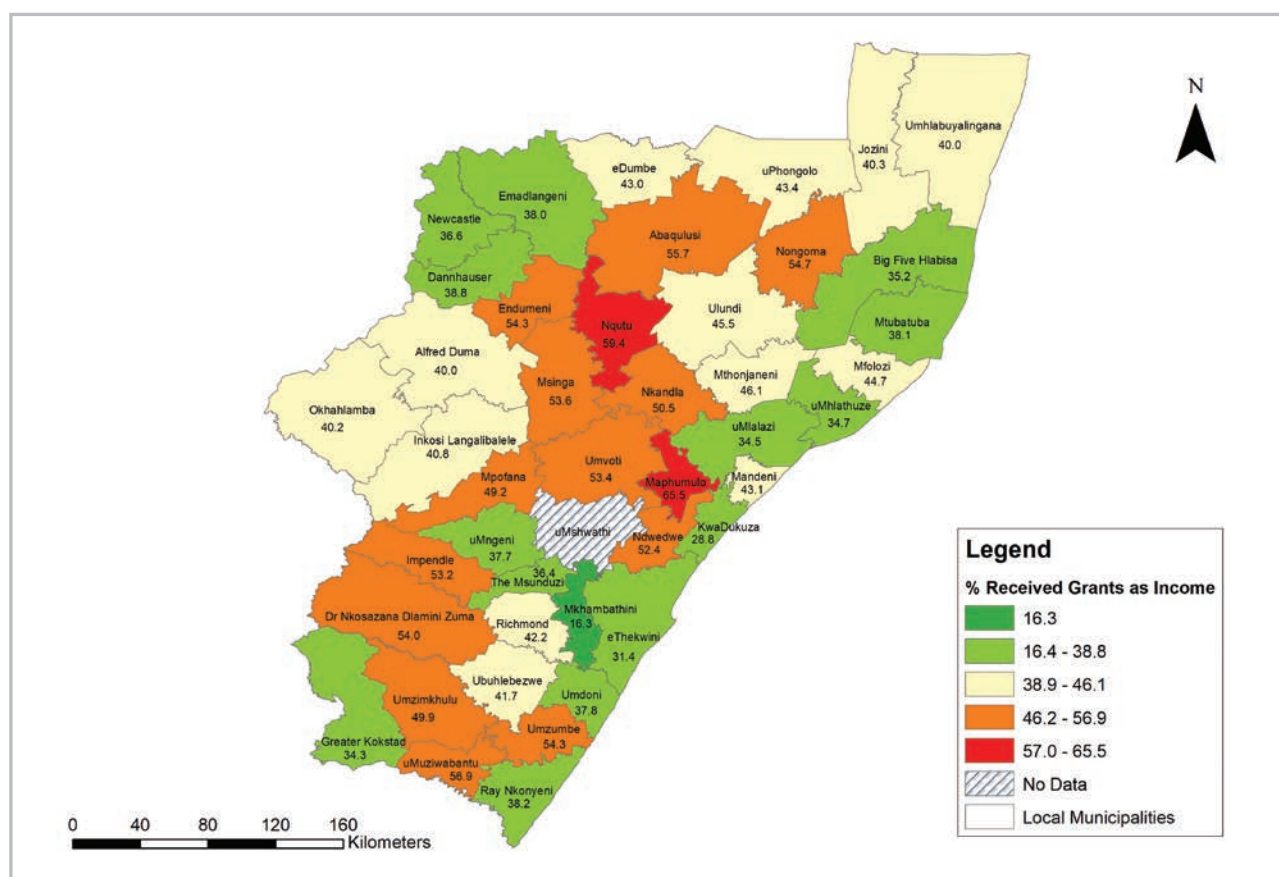 N
Umhlabuyalingana
40.0
Jozini
40.3
eDumbe
43.0
uPhongolo
43.4
Emadlangeni
38.0
Newcastle
36.6
Abaqulusi
55.7
Nongoma
54.7
Big Five Hlabisa
35.2
Dannhauser
38.8
Endumeni
54.3
Nqutu
59.4
Ulundi
45.5
Mtubatuba
38.1
Alfred Duma
40.0
Msinga
53.6
Nkandla
50.5
Mthonjaneni
46.1
Mfolozi
44.7
uMhlathuze
34.7
Okhahlamba
40.2
Inkosi Langalibalele
40.8
uMlalazi
34.5
Umvoti
53.4
Mpofana
49.2
Maphumulo
65.5
Mandeni
43.1
uMshwathi
KwaDukuza
28.8
Ndwedwe
52.4
uMngeni
37.7
Impendle
53.2
36.4
The Msunduzi
Mkhambathini
16.3
Dr Nkosazana Dlamini Zuma
54.0
Richmond
42.2
eThekwini
31.4
Ubuhlebezwe
41.7
Umdoni
37.8
Umzimkhulu
49.9
Umzumbe
54.3
Greater Kokstad
34.3
uMuziwabantu
56.9
Ray Nkonyeni
38.2
Legend
% Received Grants as Income
16.3
16.4 - 38.8
38.9 - 46.1
46.2 - 56.9
57.0 - 65.5
No Data
Local Municipalities
0 40 80 120 160
Kilometers